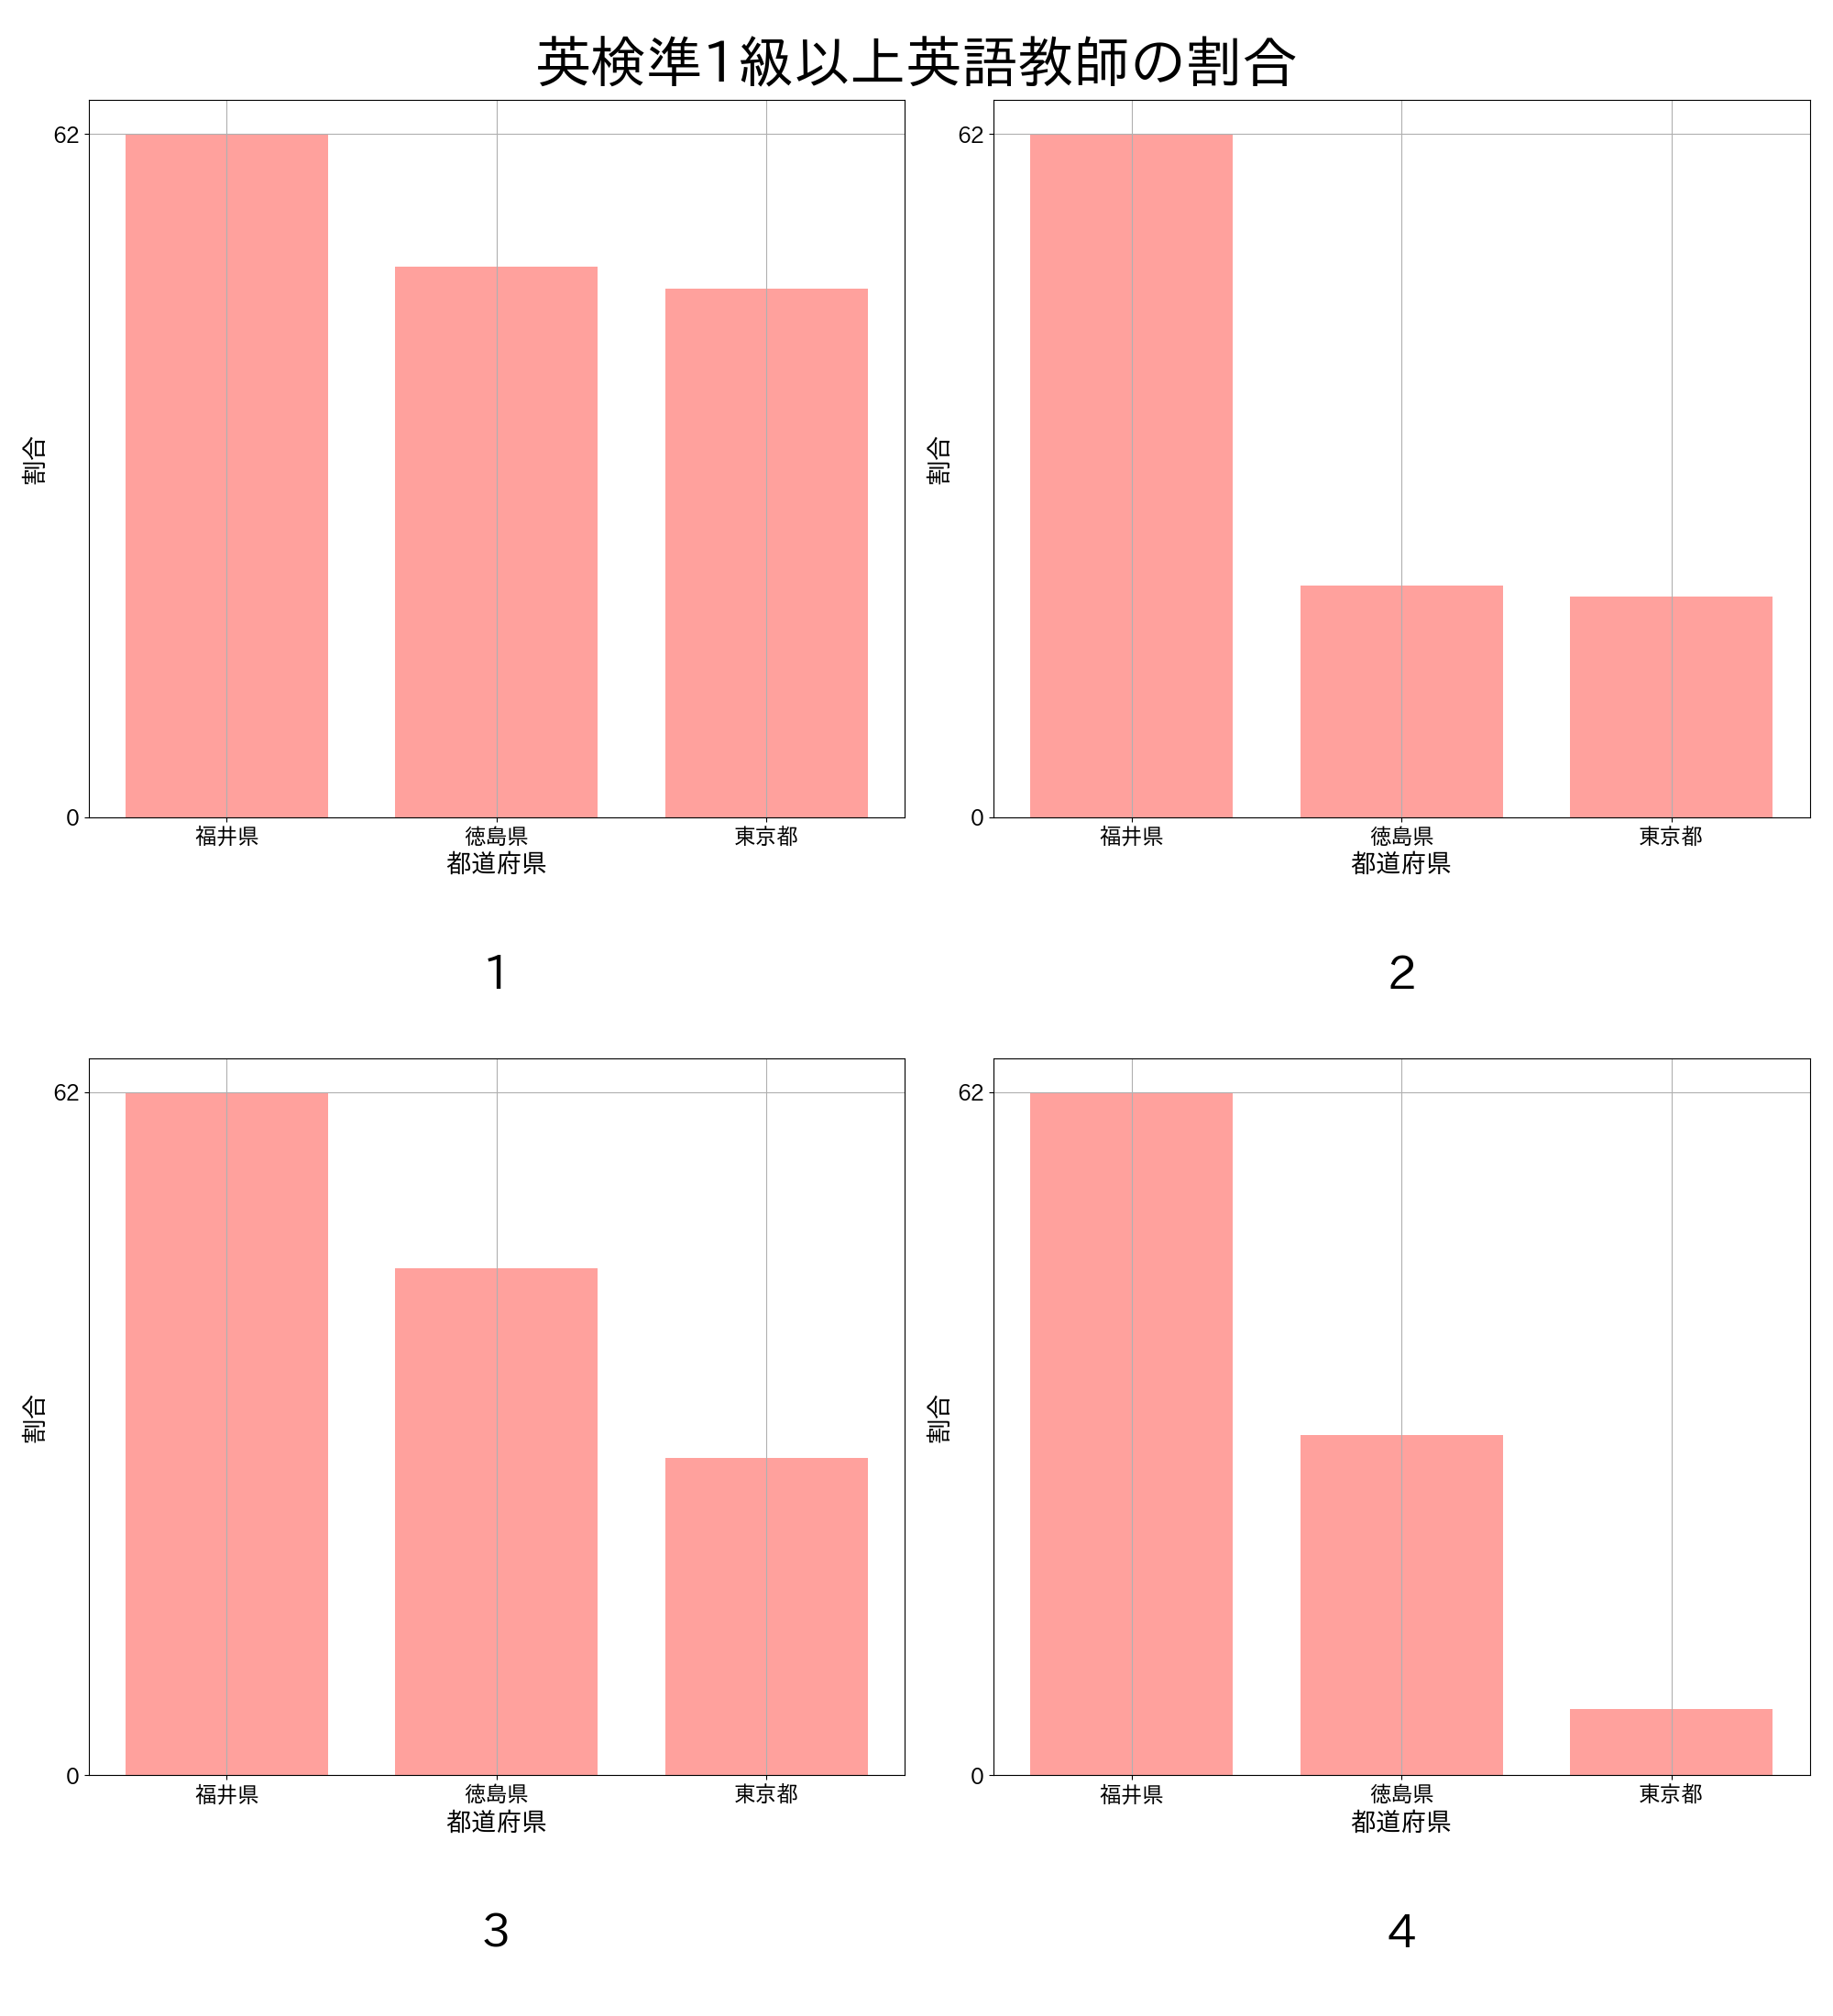 英検準1級以上英語教師の割合
62
0
割合
福井県 徳島県 東京都
都道府県
1
62
0
割合
福井県 徳島県 東京都
都道府県
2
62
0
割合
福井県 徳島県 東京都
都道府県
3
62
0
割合
福井県 徳島県 東京都
都道府県
4